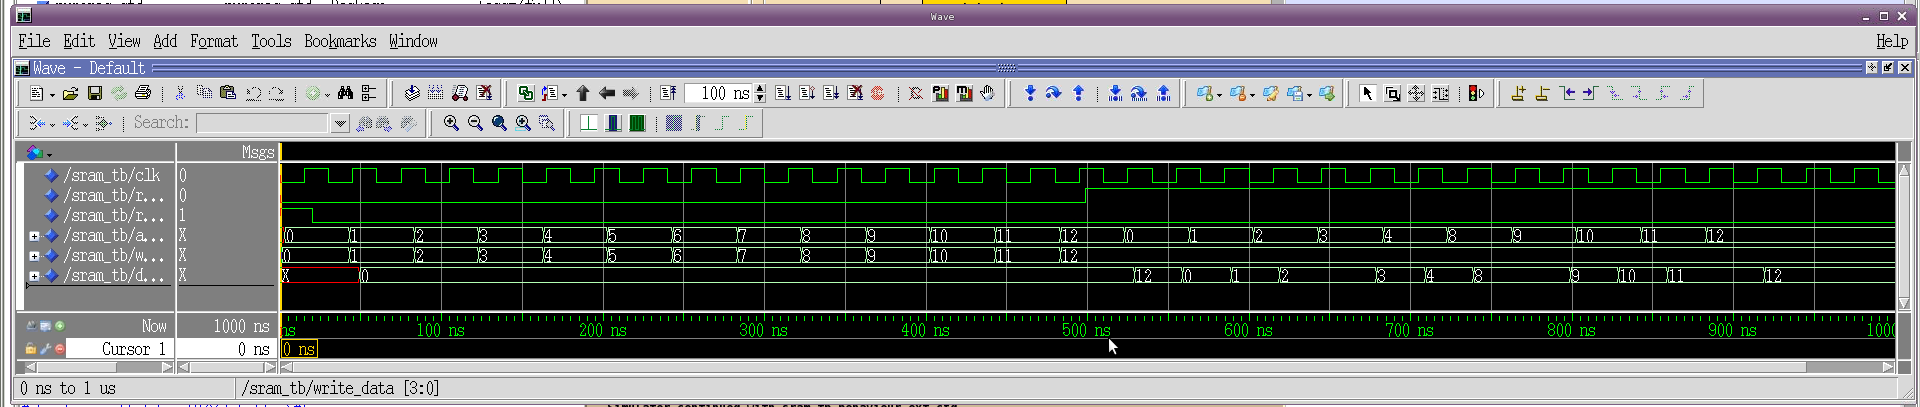 Wave
File Edit View Add Format Tools Bookmarks Window Help
Wave - Default
100 ns
Search:
Msgs
/sram_tb/clk 0
/sram_tb/r... 0
/sram_tb/r... 1
/sram_tb/a... X 0 1 2 3 4 5 6 7 8 9 10 11 12 0 1 2 3 4 8 9 10 11 12
/sram_tb/w... X 0 1 2 3 4 5 6 7 8 9 10 11 12
/sram_tb/d... X X 0 12 0 1 2 3 4 8 9 10 11 12
Now 1000 ns ns 100 ns 200 ns 300 ns 400 ns 500 ns 600 ns 700 ns 800 ns 900 ns 1000
Cursor 1 0 ns 0 ns
0 ns to 1 us /sram_tb/write_data [3:0]